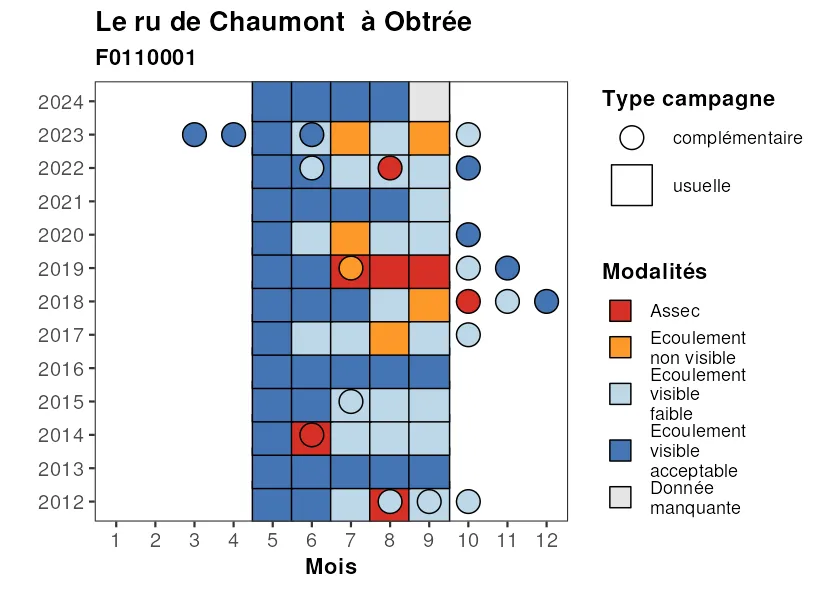 Le ru de Chaumont  à Obtrée
F0110001
2024
2023
2022
2021
2020
2019
2018
2017
2016
2015
2014
2013
2012
1 2 3 4 5 6 7 8 9 10 11 12
Mois
Type campagne
complémentaire
usuelle
Modalités
Assec
Ecoulement
non visible
Ecoulement
visible
faible
Ecoulement
visible
acceptable
Donnée
manquante